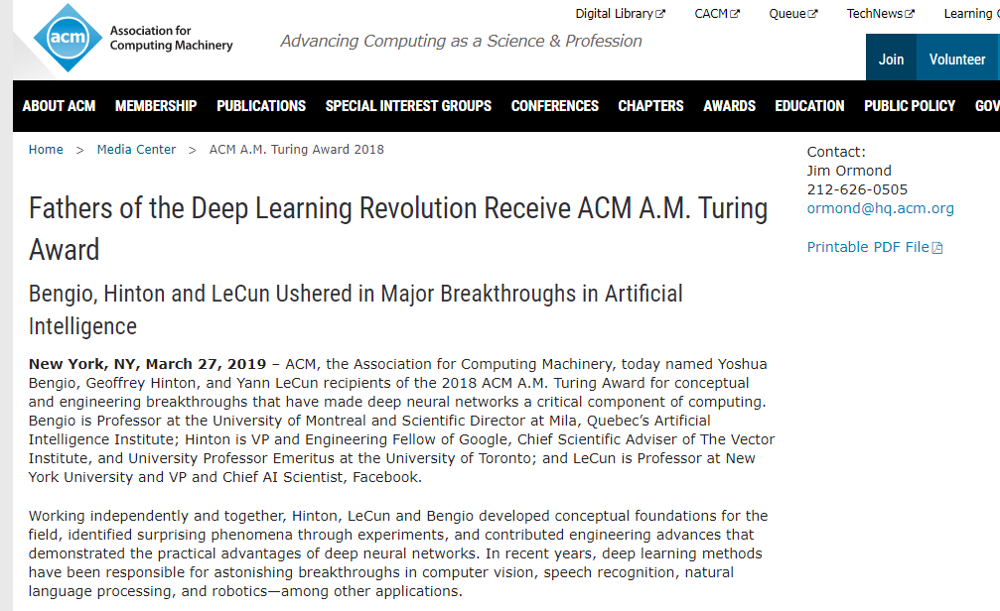 Digital Library CACM Queue TechNews Learning
acm Association for
Computing Machinery
Advancing Computing as a Science & Profession
Join Volunteer
ABOUT ACM MEMBERSHIP PUBLICATIONS SPECIAL INTEREST GROUPS CONFERENCES CHAPTERS AWARDS EDUCATION PUBLIC POLICY GOV
Home > Media Center > ACM A.M. Turing Award 2018
Fathers of the Deep Learning Revolution Receive ACM A.M. Turing
Award
Bengio, Hinton and LeCun Ushered in Major Breakthroughs in Artificial
Intelligence
New York, NY, March 27, 2019 – ACM, the Association for Computing Machinery, today named Yoshua
Bengio, Geoffrey Hinton, and Yann LeCun recipients of the 2018 ACM A.M. Turing Award for conceptual
and engineering breakthroughs that have made deep neural networks a critical component of computing.
Bengio is Professor at the University of Montreal and Scientific Director at Mila, Quebec’s Artificial
Intelligence Institute; Hinton is VP and Engineering Fellow of Google, Chief Scientific Adviser of The Vector
Institute, and University Professor Emeritus at the University of Toronto; and LeCun is Professor at New
York University and VP and Chief AI Scientist, Facebook.
Working independently and together, Hinton, LeCun and Bengio developed conceptual foundations for the
field, identified surprising phenomena through experiments, and contributed engineering advances that
demonstrated the practical advantages of deep neural networks. In recent years, deep learning methods
have been responsible for astonishing breakthroughs in computer vision, speech recognition, natural
language processing, and robotics—among other applications.
Contact:
Jim Ormond
212-626-0505
ormond@hq.acm.org
Printable PDF File